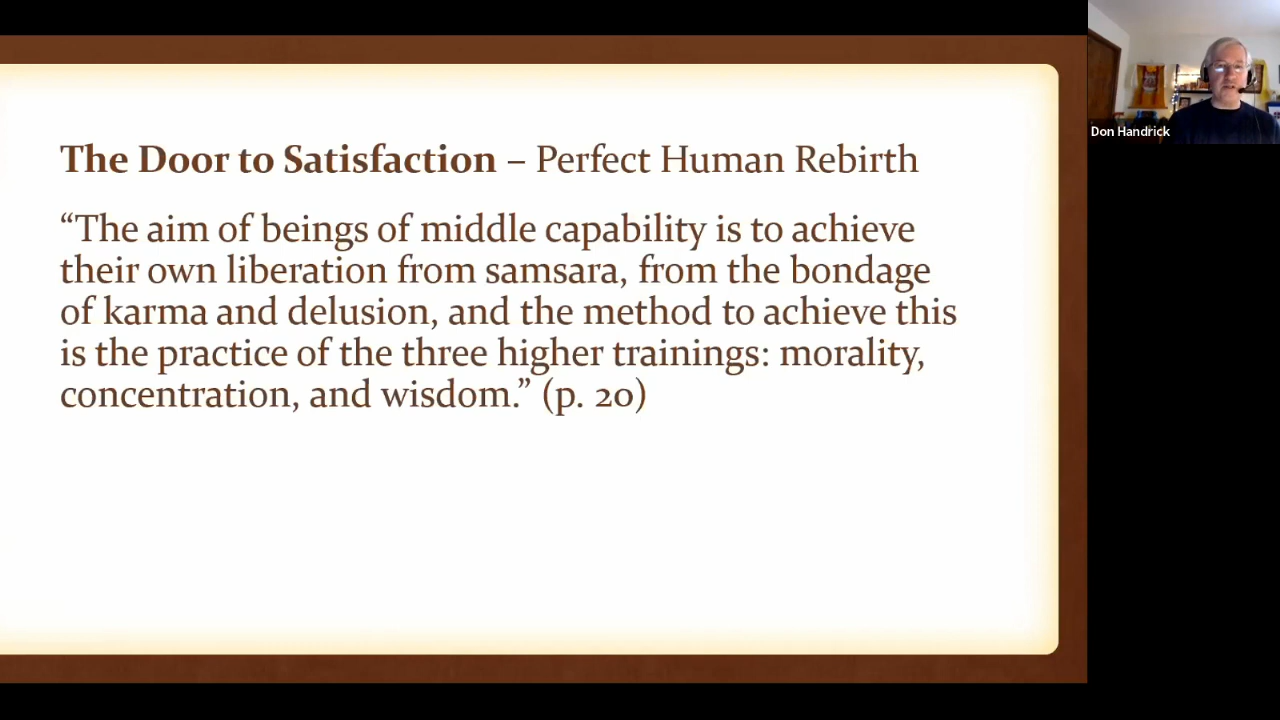 The Door to Satisfaction – Perfect Human Rebirth
“The aim of beings of middle capability is to achieve
their own liberation from samsara, from the bondage
of karma and delusion, and the method to achieve this
is the practice of the three higher trainings: morality,
concentration, and wisdom.” (p. 20)
Don Handrick